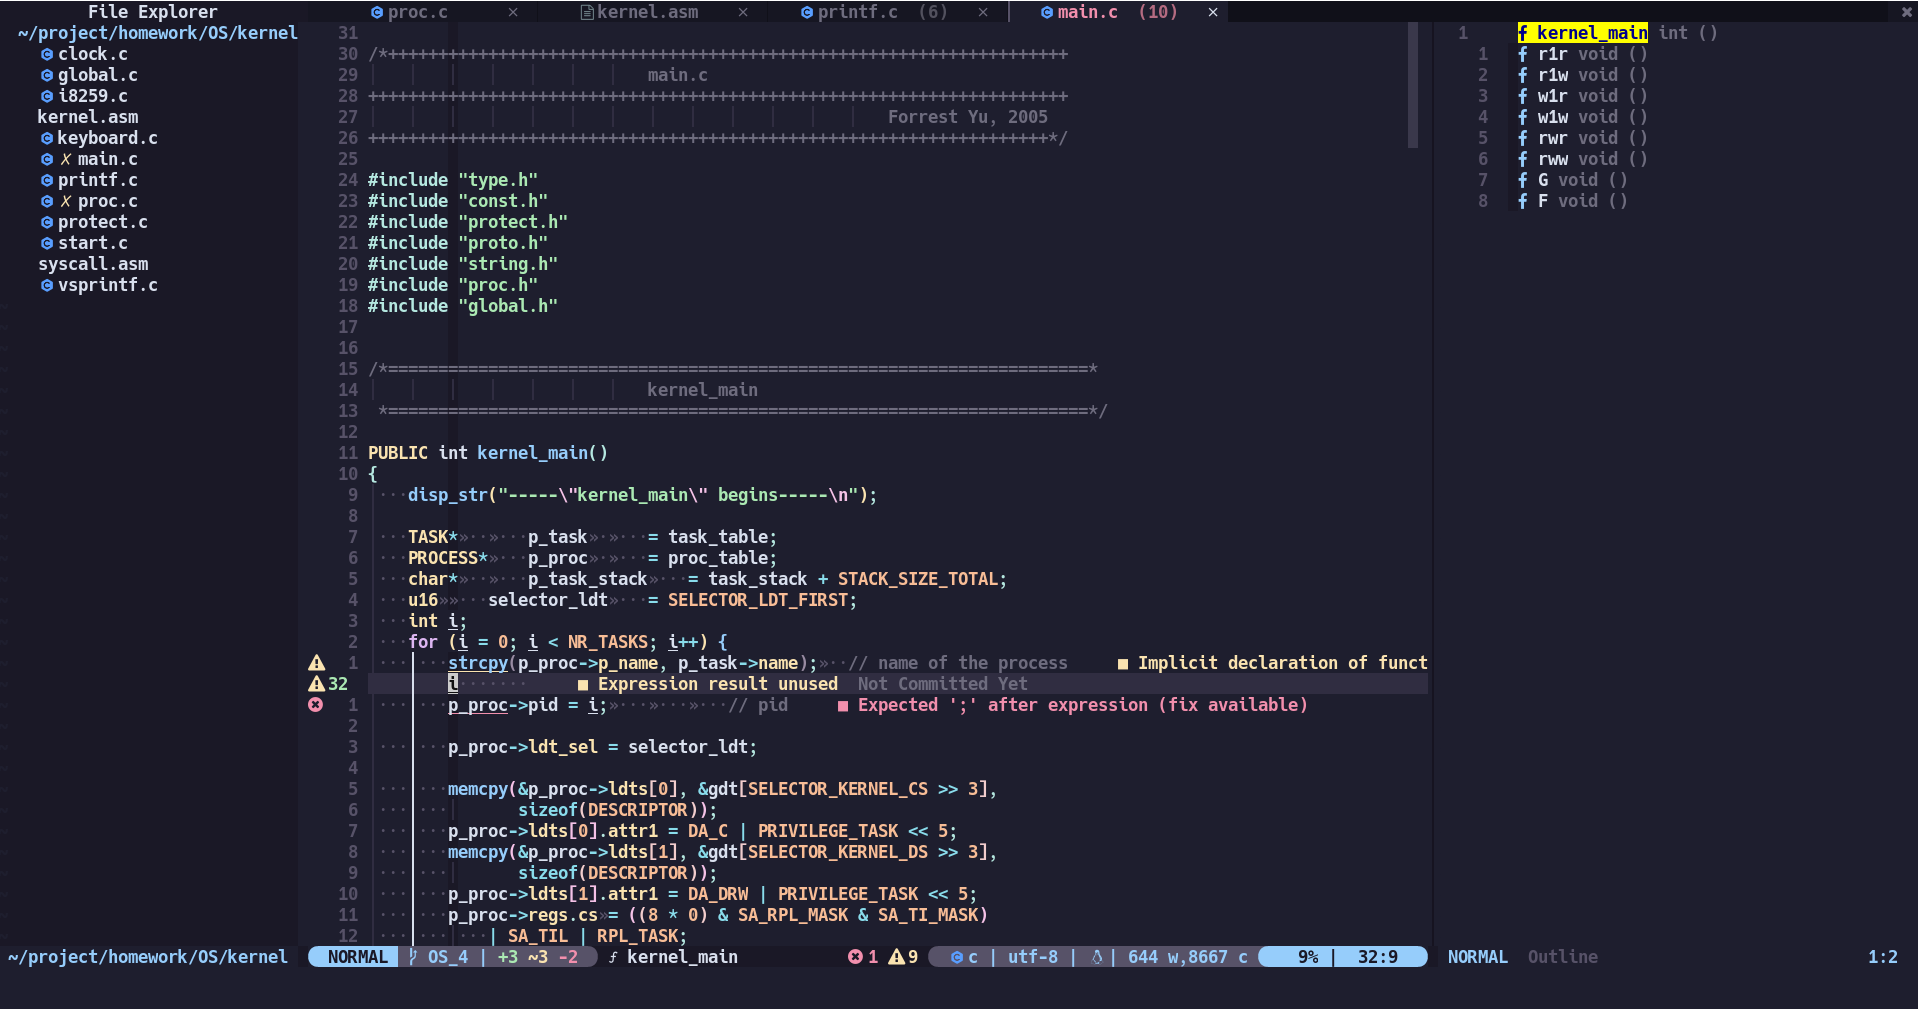 File Explorer
~/project/homework/OS/kernel
clock.c
global.c
i8259.c
kernel.asm
keyboard.c
✗ main.c
printf.c
✗ proc.c
protect.c
start.c
syscall.asm
vsprintf.c
proc.c × kernel.asm × printf.c (6) × main.c (10) ×
31
30 /*++++++++++++++++++++++++++++++++++++++++++++++++++++++++++++++++++++
29 main.c
28 ++++++++++++++++++++++++++++++++++++++++++++++++++++++++++++++++++++++
27 Forrest Yu, 2005
26 ++++++++++++++++++++++++++++++++++++++++++++++++++++++++++++++++++++*/
25
24 #include "type.h"
23 #include "const.h"
22 #include "protect.h"
21 #include "proto.h"
20 #include "string.h"
19 #include "proc.h"
18 #include "global.h"
17
16
15 /*======================================================================*
14 kernel_main
13 *=======================================================================*/
12
11 PUBLIC int kernel_main()
10 {
9 disp_str("-----\"kernel_main\" begins-----\n");
8
7 TASK* p_task = task_table;
6 PROCESS* p_proc = proc_table;
5 char* p_task_stack = task_stack + STACK_SIZE_TOTAL;
4 u16 selector_ldt = SELECTOR_LDT_FIRST;
3 int i;
2 for (i = 0; i < NR_TASKS; i++) {
1 strcpy(p_proc->p_name, p_task->name); // name of the process ■ Implicit declaration of funct
32 i ■ Expression result unused Not Committed Yet
1 p_proc->pid = i; // pid ■ Expected ';' after expression (fix available)
2
3 p_proc->ldt_sel = selector_ldt;
4
5 memcpy(&p_proc->ldts[0], &gdt[SELECTOR_KERNEL_CS >> 3],
6 sizeof(DESCRIPTOR));
7 p_proc->ldts[0].attr1 = DA_C | PRIVILEGE_TASK << 5;
8 memcpy(&p_proc->ldts[1], &gdt[SELECTOR_KERNEL_DS >> 3],
9 sizeof(DESCRIPTOR));
10 p_proc->ldts[1].attr1 = DA_DRW | PRIVILEGE_TASK << 5;
11 p_proc->regs.cs = ((8 * 0) & SA_RPL_MASK & SA_TI_MASK)
12 | SA_TIL | RPL_TASK;
1 f kernel_main int ()
1 f r1r void ()
2 f r1w void ()
3 f w1r void ()
4 f w1w void ()
5 f rwr void ()
6 f rww void ()
7 f G void ()
8 f F void ()
~/project/homework/OS/kernel NORMAL OS_4 | +3 ~3 -2 ƒ kernel_main 1 9 c | utf-8 | | 644 w,8667 c 9% | 32:9 NORMAL Outline 1:2